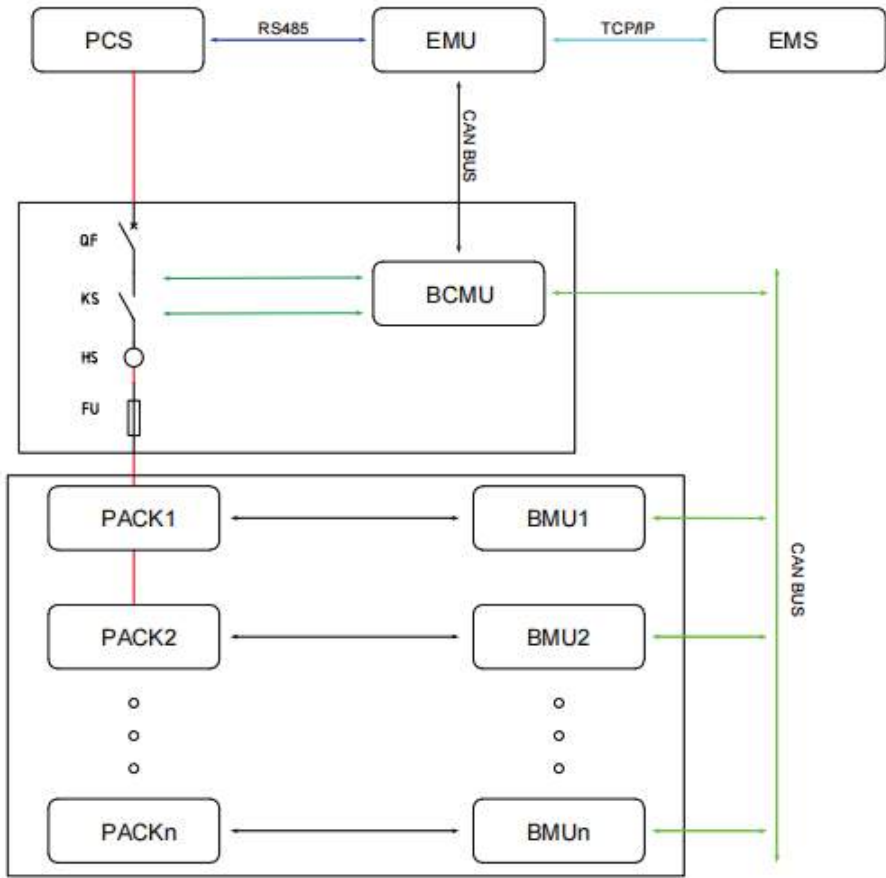 PCS
RS485
EMU
TCP/IP
EMS
CAN BUS
QF
KS
BCMU
HS
FU
PACK1
BMU1
CAN BUS
PACK2
BMU2
PACKn
BMUn